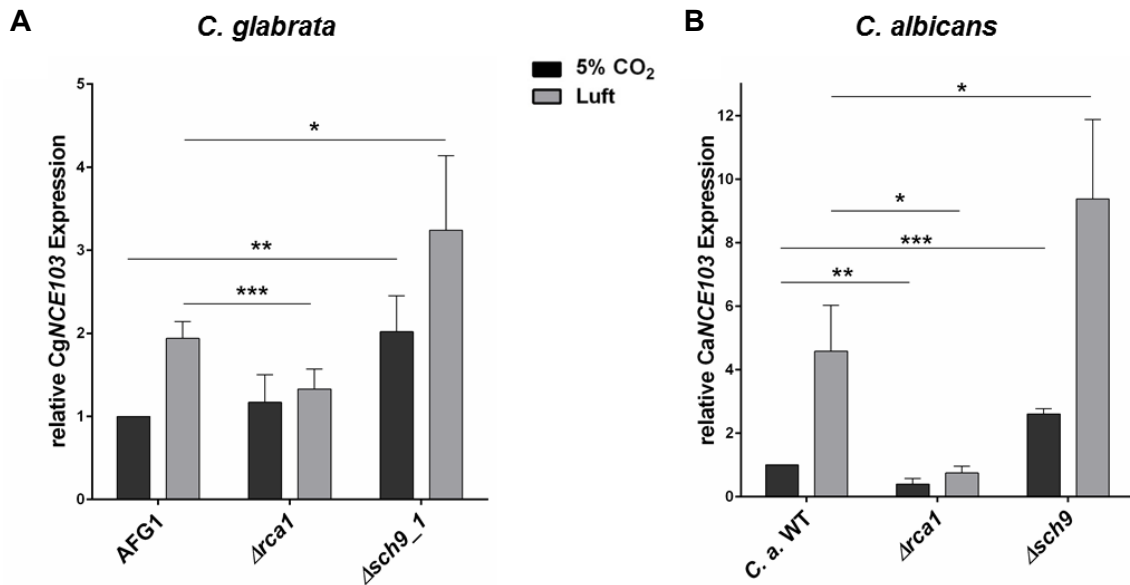 A
C. glabrata
relative CgNCE103 Expression
5
4
3
2
1
0
*
**
***
AFG1
Δrca1
Δsch9_1
5% CO₂
Luft
B
C. albicans
relative CaNCE103 Expression
12
10
8
6
4
2
0
*
*
***
**
C. a. WT
Δrca1
Δsch9